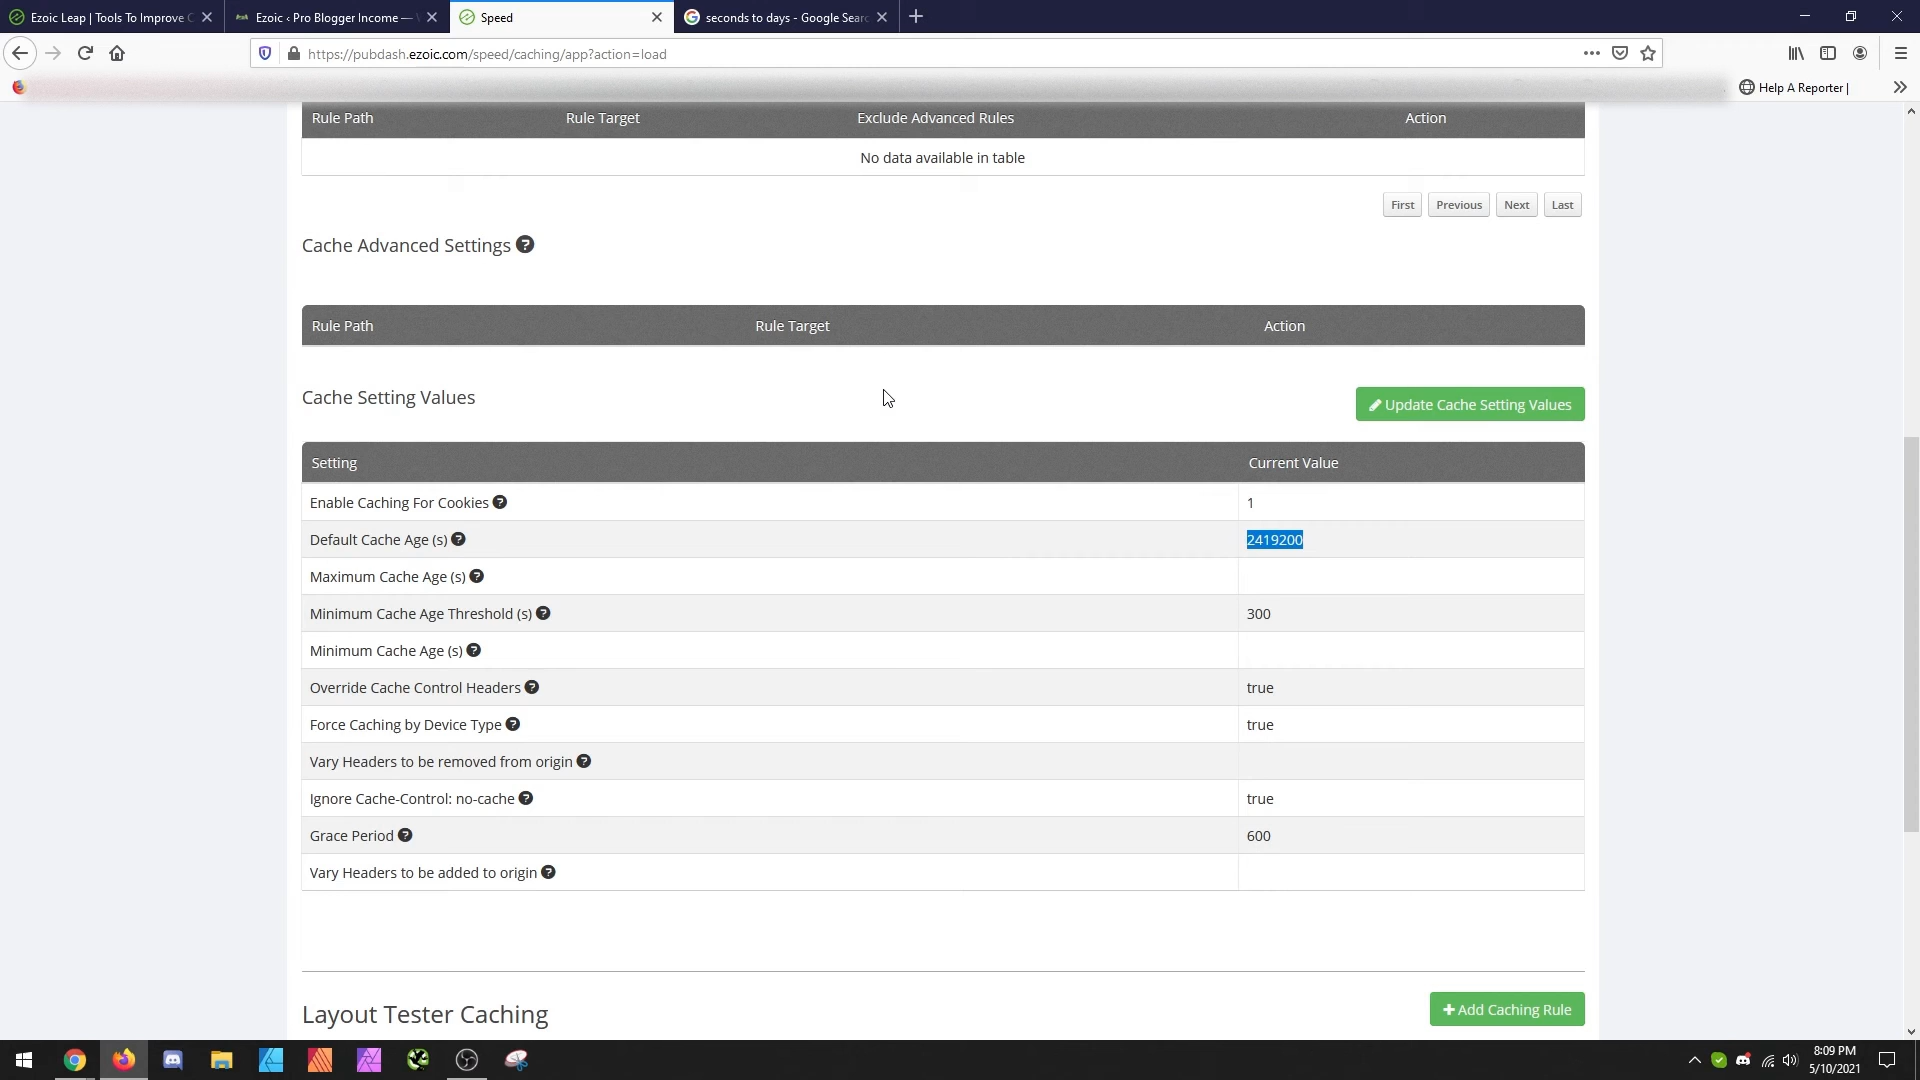 Ezoic Leap | Tools To Improve C
Ezoic ‹ Pro Blogger Income —
Speed
seconds to days - Google Sear
https://pubdash.ezoic.com/speed/caching/app?action=load
Help A Reporter |
Rule Path Rule Target Exclude Advanced Rules Action
No data available in table
First Previous Next Last
Cache Advanced Settings ?
Rule Path Rule Target Action
Cache Setting Values
Update Cache Setting Values
Setting Current Value
Enable Caching For Cookies ? 1
Default Cache Age (s) ? 2419200
Maximum Cache Age (s) ?
Minimum Cache Age Threshold (s) ? 300
Minimum Cache Age (s) ?
Override Cache Control Headers ? true
Force Caching by Device Type ? true
Vary Headers to be removed from origin ?
Ignore Cache-Control: no-cache ? true
Grace Period ? 600
Vary Headers to be added to origin ?
Layout Tester Caching
+ Add Caching Rule
8:09 PM
5/10/2021